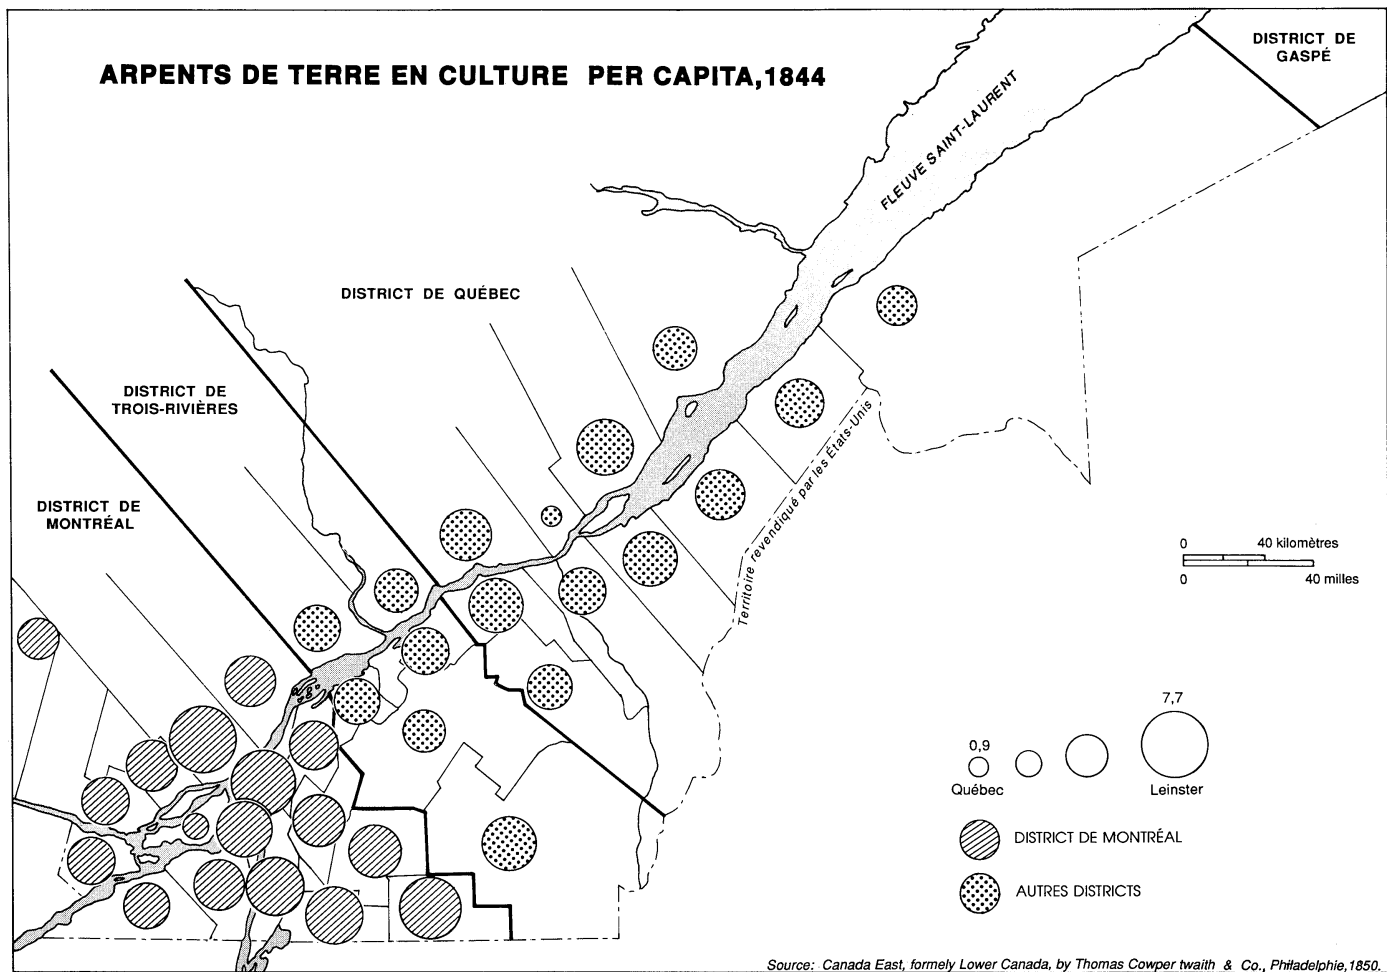 ARPENTS DE TERRE EN CULTURE PER CAPITA,1844
DISTRICT DE
GASPÉ
FLEUVE SAINT-LAURENT
DISTRICT DE QUÉBEC
DISTRICT DE
TROIS-RIVIÈRES
DISTRICT DE
MONTRÉAL
Territoire revendiqué par les États-Unis
0 40 kilomètres
0 40 milles
7,7
0,9
Québec Leinster
DISTRICT DE MONTRÉAL
AUTRES DISTRICTS
Source: Canada East, formely Lower Canada, by Thomas Cowper twaith & Co., Philadelphie,1850.